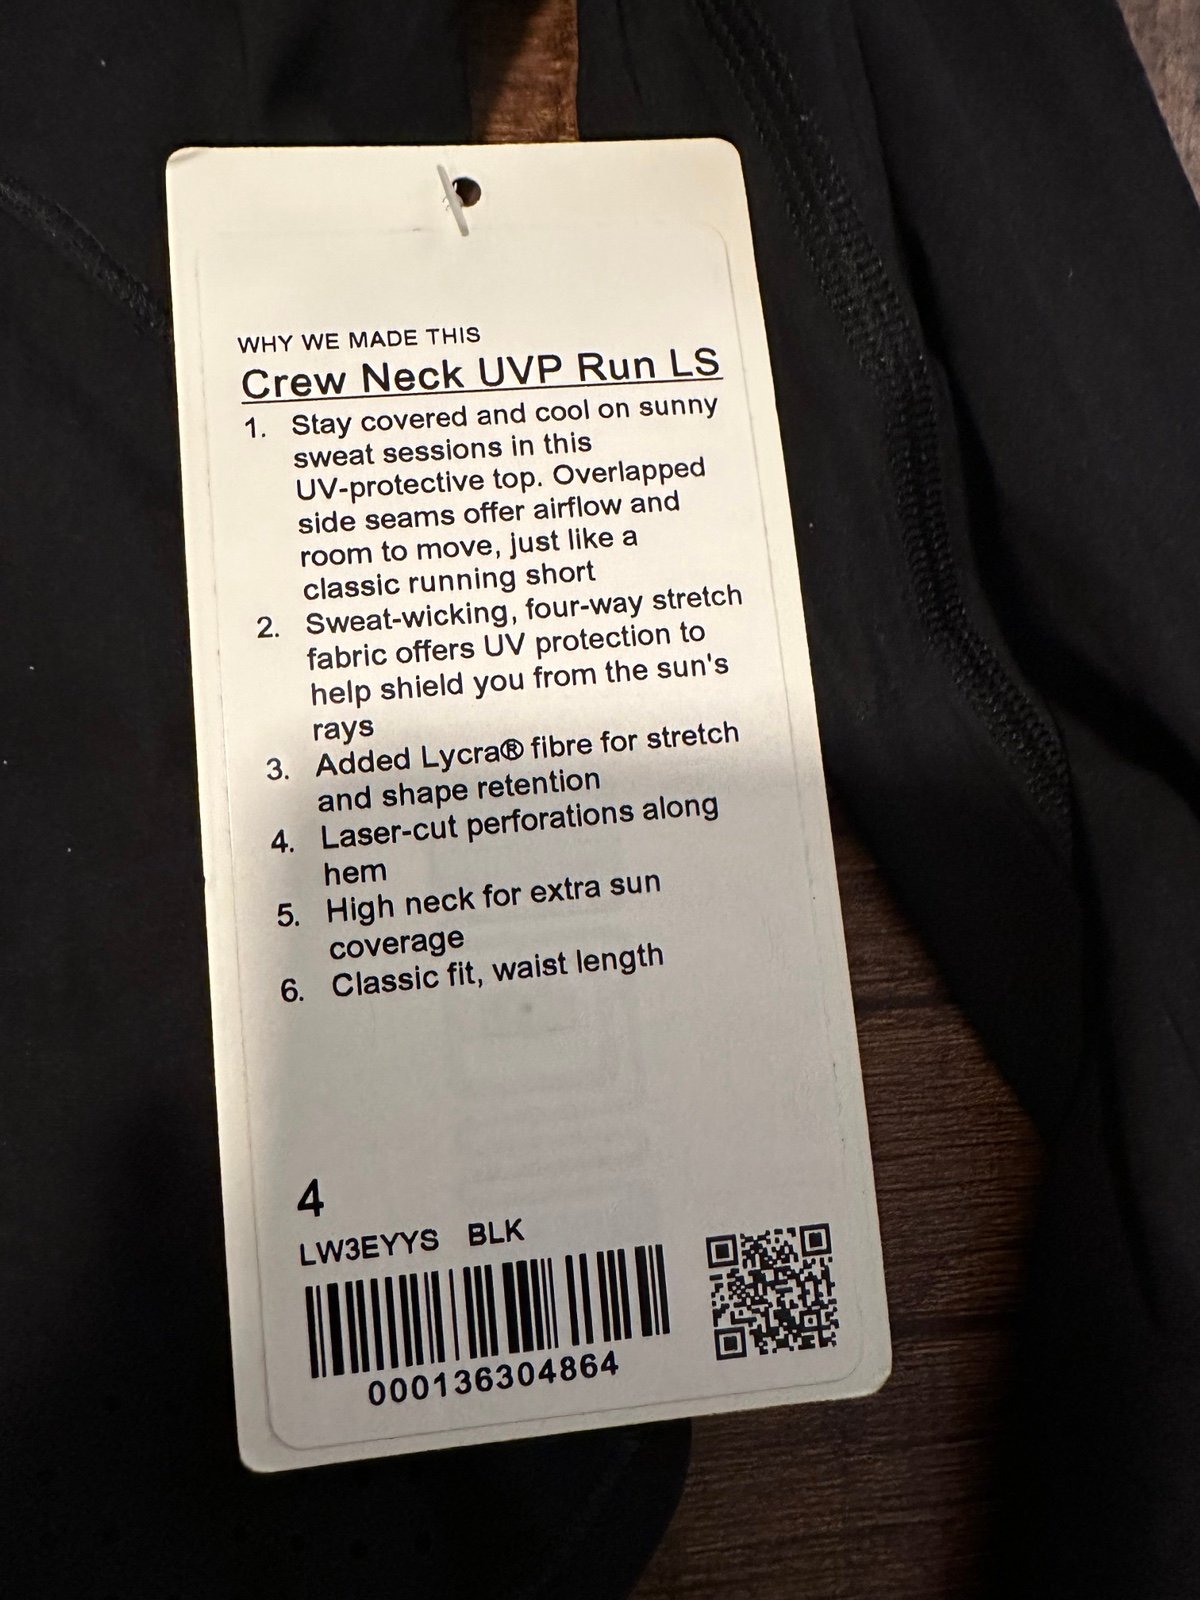 WHY WE MADE THIS
Crew Neck UVP Run LS
1. Stay covered and cool on sunny
sweat sessions in this
UV-protective top. Overlapped
side seams offer airflow and
room to move, just like a
classic running short
2. Sweat-wicking, four-way stretch
fabric offers UV protection to
help shield you from the sun's
rays
3. Added Lycra® fibre for stretch
and shape retention
4. Laser-cut perforations along
hem
5. High neck for extra sun
coverage
6. Classic fit, waist length
4
LW3EYYS BLK
000136304864